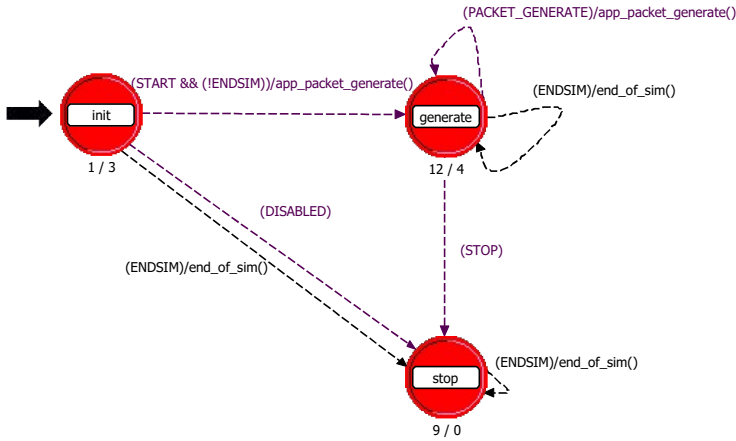 (PACKET_GENERATE)/app_packet_generate()
(START && (!ENDSIM))/app_packet_generate()
(ENDSIM)/end_of_sim()
init
generate
1 / 3
12 / 4
(DISABLED)
(STOP)
(ENDSIM)/end_of_sim()
(ENDSIM)/end_of_sim()
stop
9 / 0